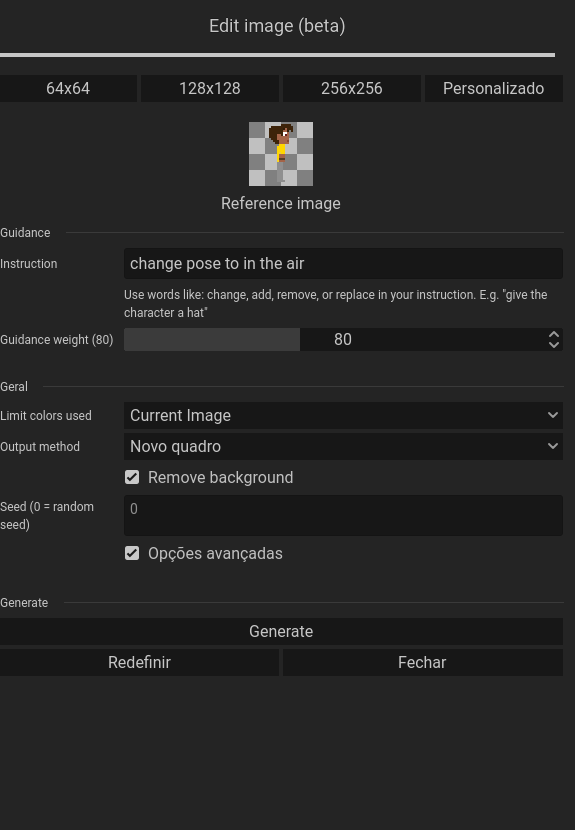 Edit image (beta)
64x64 128x128 256x256 Personalizado
Reference image
Guidance
Instruction change pose to in the air
Use words like: change, add, remove, or replace in your instruction. E.g. "give the
character a hat"
Guidance weight (80) 80
Geral
Limit colors used Current Image
Output method Novo quadro
Remove background
Seed (0 = random
seed) 0
Opções avançadas
Generate
Generate
Redefinir Fechar